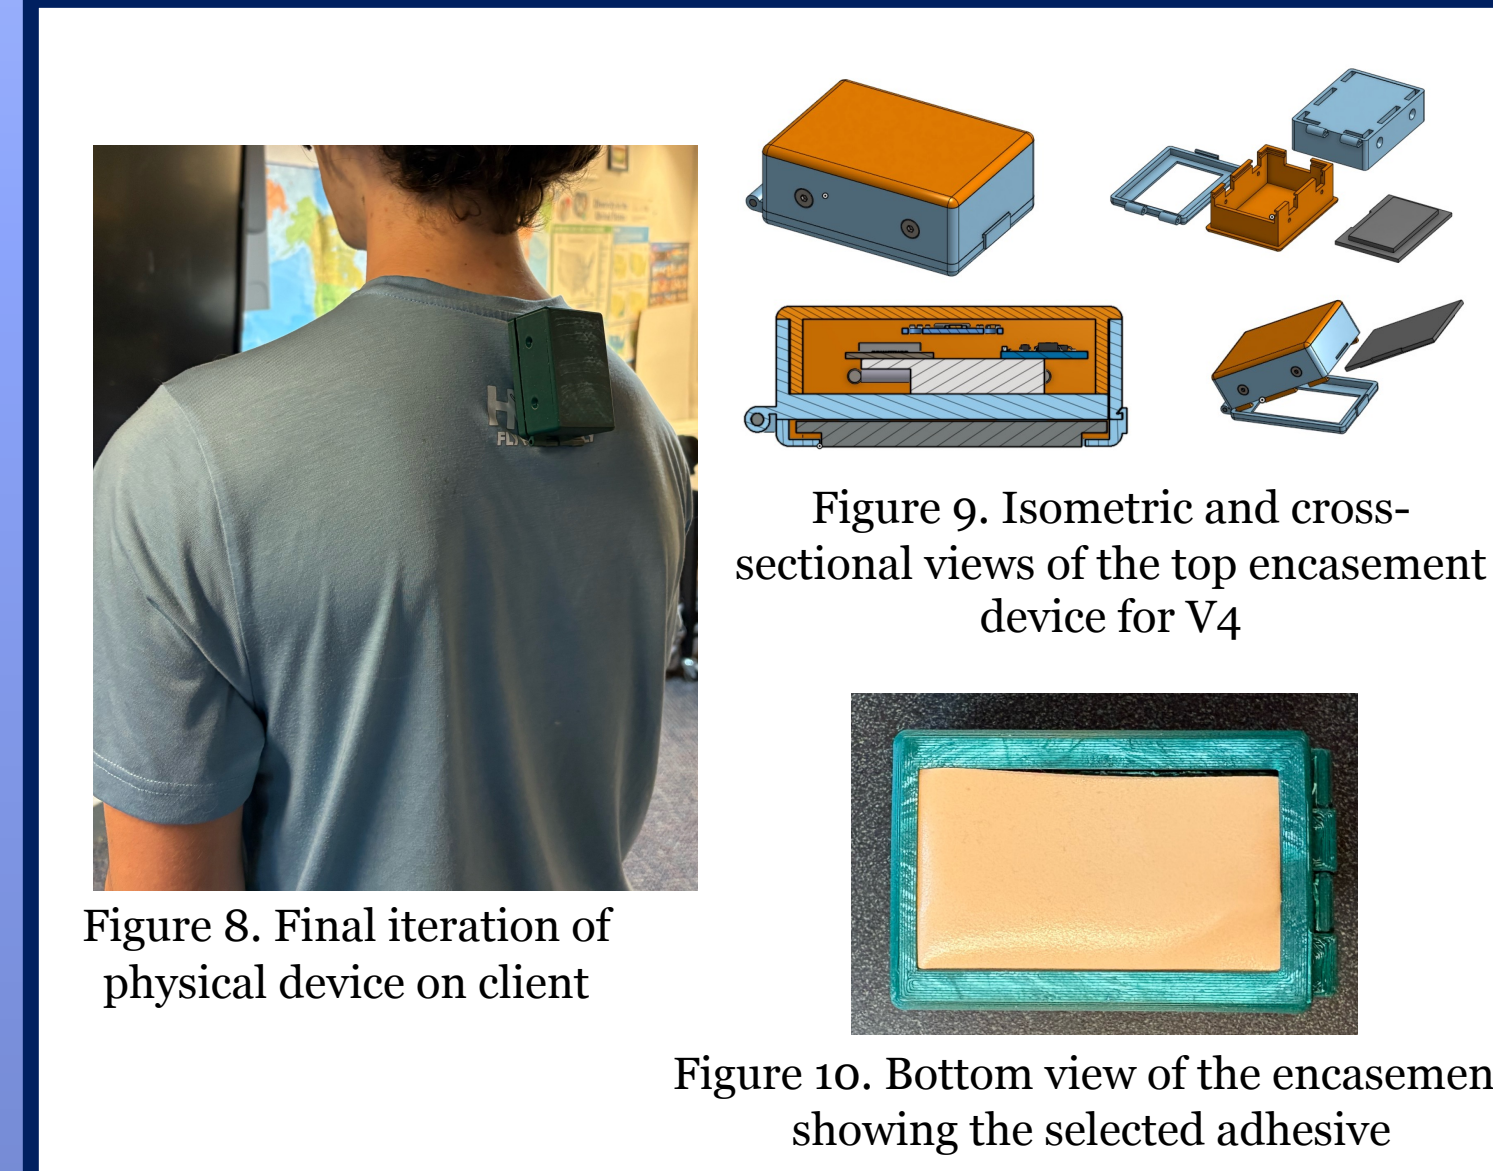 Figure 8. Final iteration of
physical device on client
Figure 9. Isometric and cross-
sectional views of the top encasement
device for V4
Figure 10. Bottom view of the encasemen
showing the selected adhesive